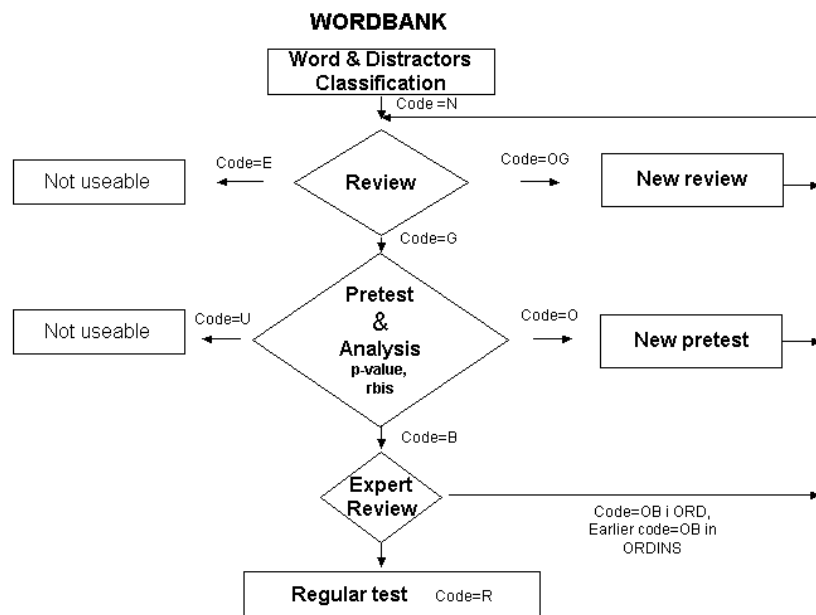 WORDBANK
Word & Distractors
Classification
Code =N
Code=E
Code=OG
Not useable
Review
New review
Code=G
Pretest
&
Analysis
p-value,
rbis
Code=U
Code=O
Not useable
New pretest
Code=B
Expert
Review
Code=OB i ORD,
Earlier code=OB in
ORDINS
Regular test Code=R